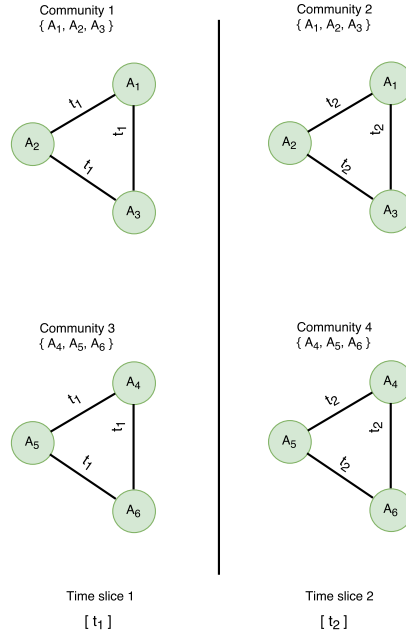 Community 1
{ A₁, A₂, A₃ }
A₁
t₁
t₁
A₂
t₁
A₃
Community 2
{ A₁, A₂, A₃ }
A₁
t₂
t₂
A₂
t₂
A₃
Community 3
{ A₄, A₅, A₆ }
A₄
t₁
t₁
A₅
t₁
A₆
Community 4
{ A₄, A₅, A₆ }
A₄
t₂
t₂
A₅
t₂
A₆
Time slice 1
[ t₁ ]
Time slice 2
[ t₂ ]